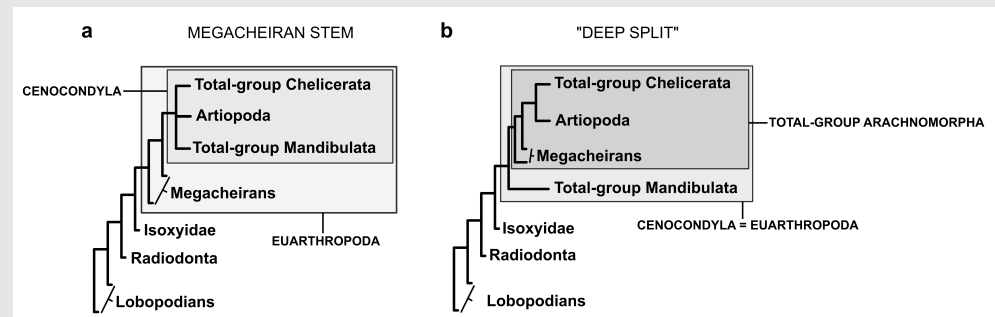 a
MEGACHEIRAN STEM
CENOCONDYLA
Total-group Chelicerata
Artiopoda
Total-group Mandibulata
Megacheirans
EUARTHROPODA
Isoxyidae
Radiodonta
Lobopodians
b
"DEEP SPLIT"
Total-group Chelicerata
Artiopoda
TOTAL-GROUP ARACHNOMORPHA
Megacheirans
Total-group Mandibulata
CENOCONDYLA = EUARTHROPODA
Isoxyidae
Radiodonta
Lobopodians